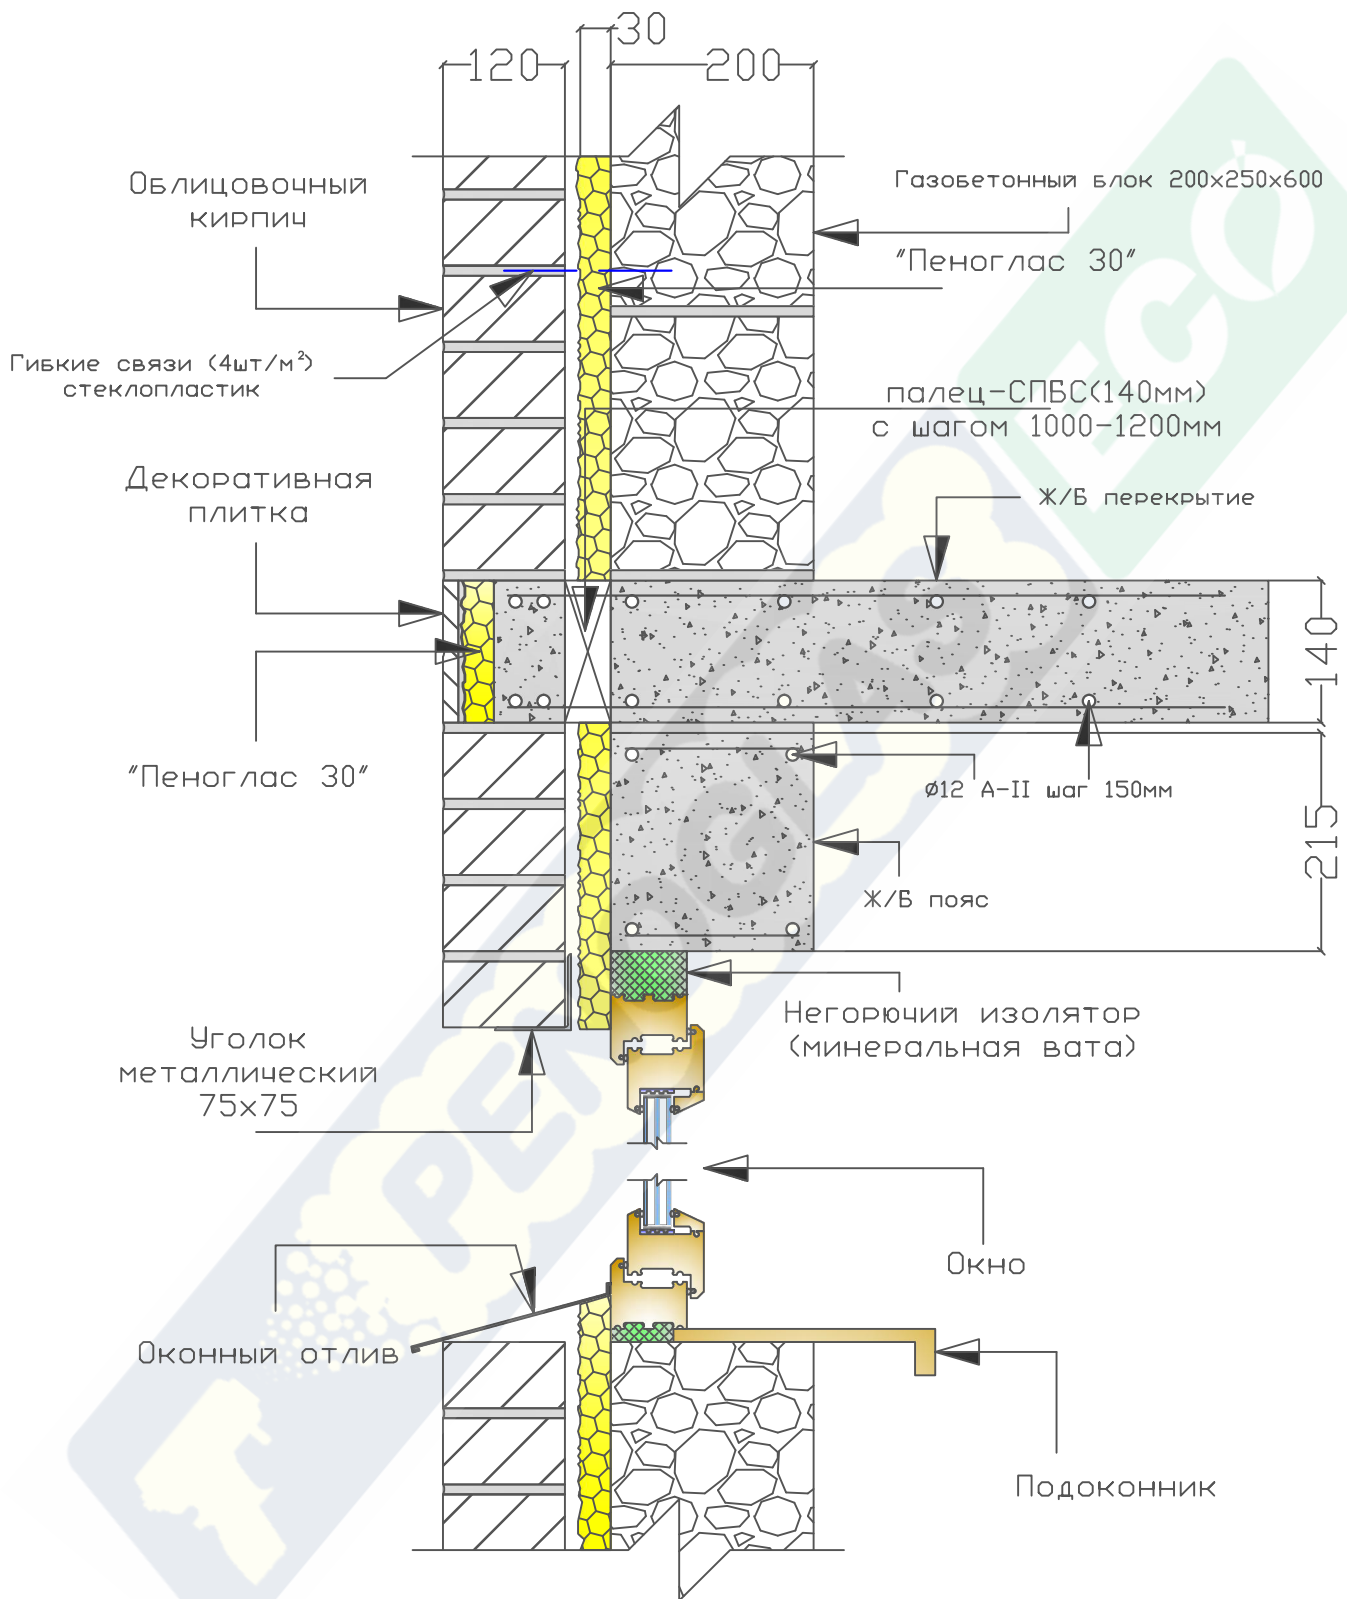 30
120
200
Облицовочный
кирпич
Газобетонный блок 200x250x600
"Пеноглас 30"
Гибкие связи (4шт/м²)
стеклопластик
палец-СПБС(140мм)
с шагом 1000-1200мм
Декоративная
плитка
Ж/Б перекрытие
140
"Пеноглас 30"
ø12 А-II шаг 150мм
215
Ж/Б пояс
Негорючий изолятор
(минеральная вата)
Уголок
металлический
75x75
Окно
Оконный отлив
Подоконник
PENOGLAS
ECO